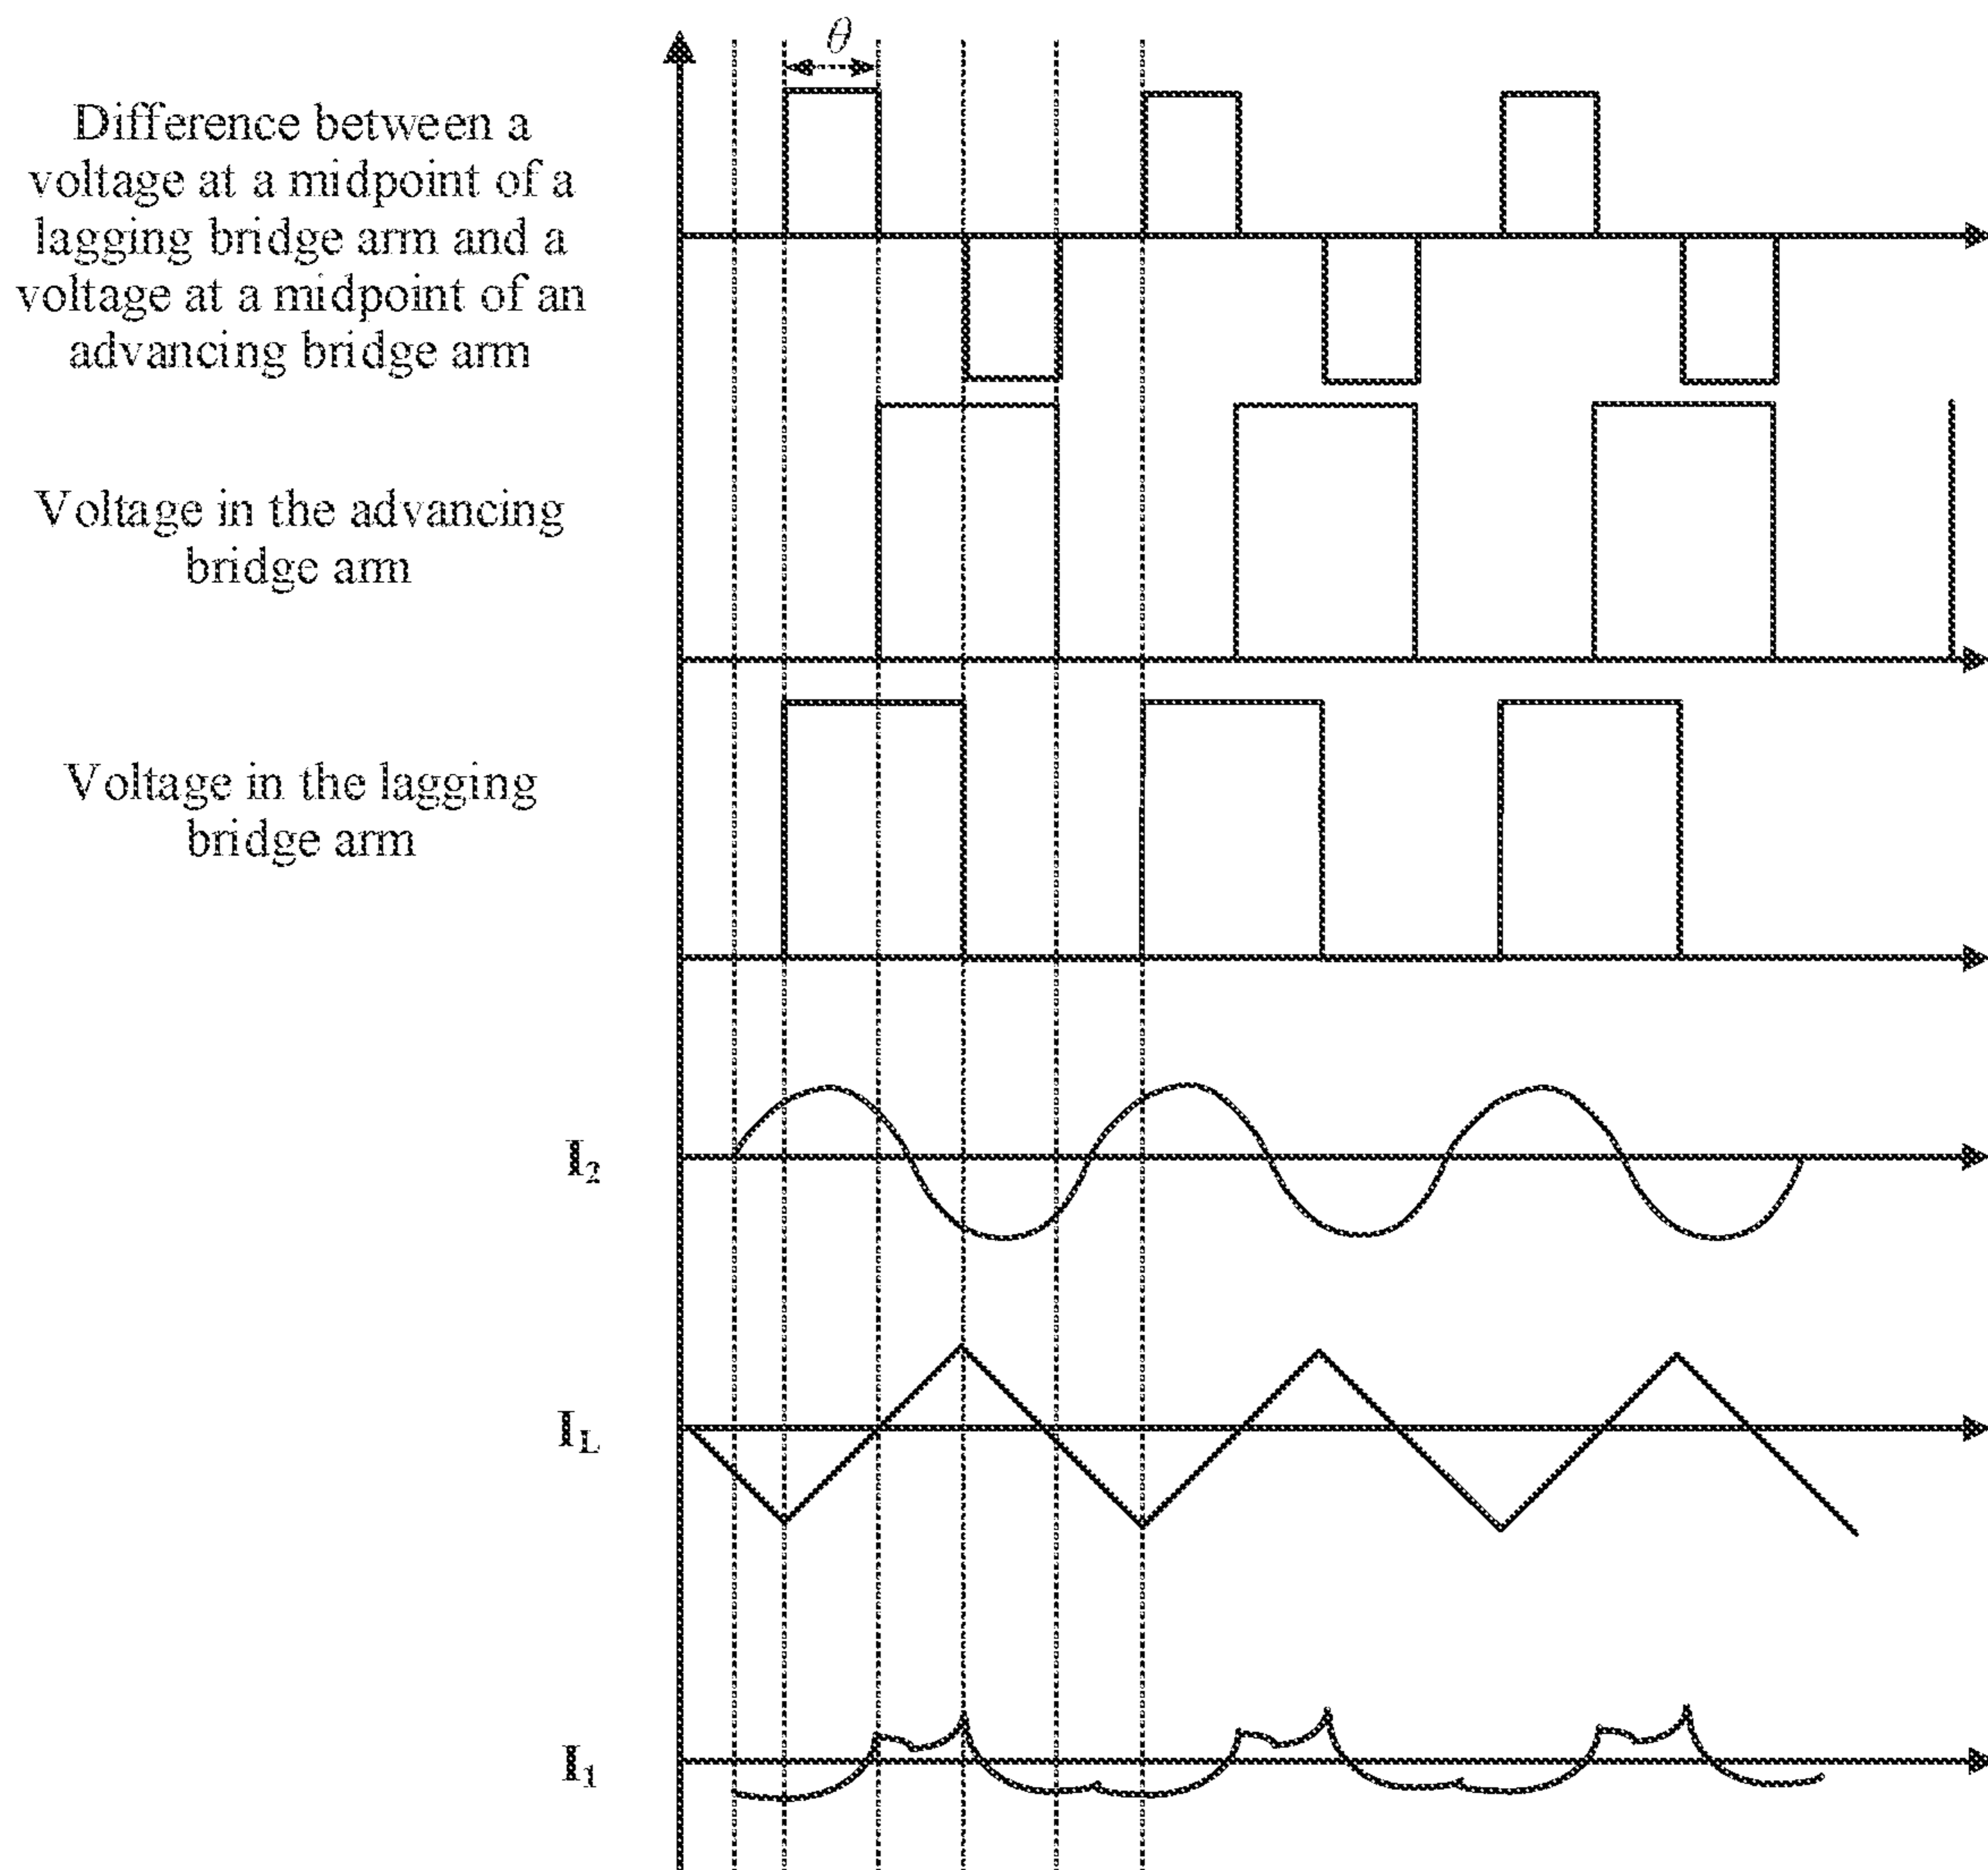 θ
Difference between a
voltage at a midpoint of a
lagging bridge arm and a
voltage at a midpoint of an
advancing bridge arm
Voltage in the advancing
bridge arm
Voltage in the lagging
bridge arm
I₂
I_L
I₁